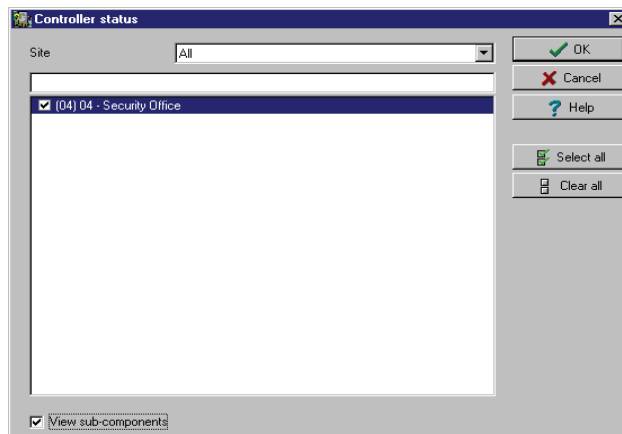 Controller status
Site
All
OK
Cancel
Help
(04) 04 - Security Office
Select all
Clear all
View sub-components